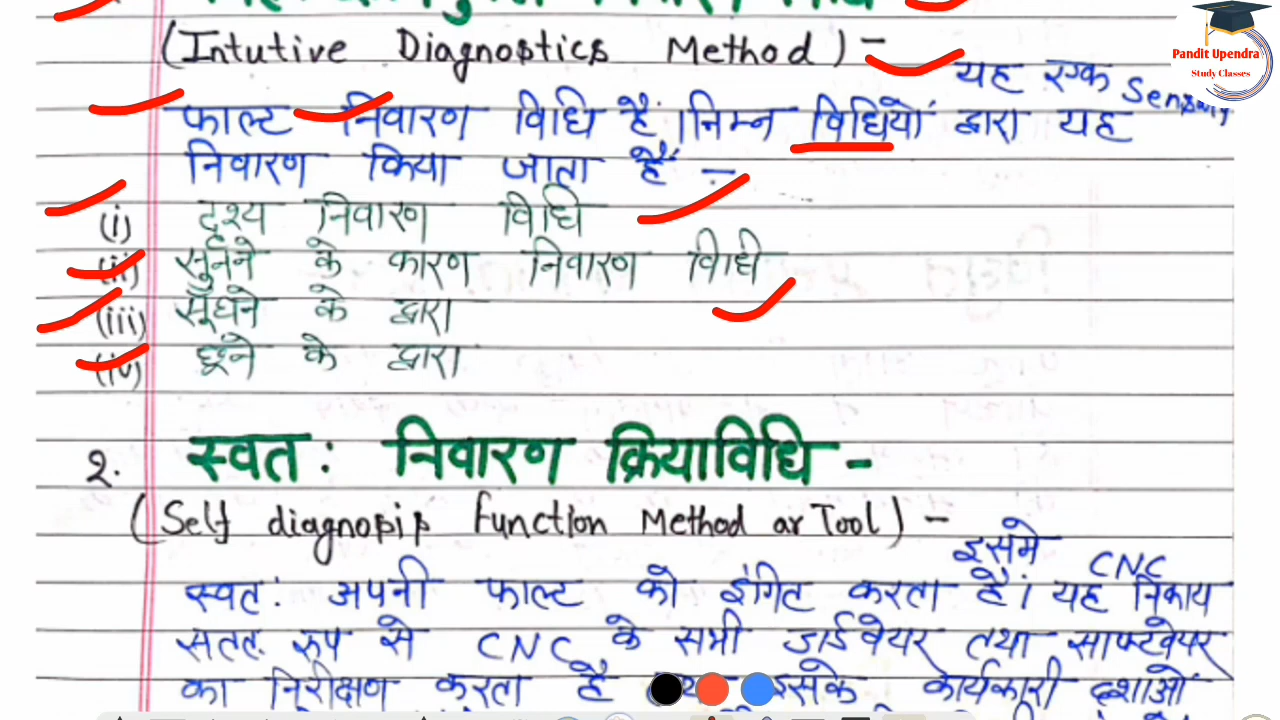 (Intutive Diagnostics Method) –
Pandit Upendra
Study Classes
यह एक Sensory
फाल्ट निवारण विधि है। निम्न विधियों द्वारा यह
निवारण किया जाता है –
(i) दृश्य निवारण विधि
(ii) सुनने के कारण निवारण विधि
(iii) सूंघने के द्वारा
(iv) छूने के द्वारा
२. स्वत: निवारण क्रियाविधि –
(Self diagnosis function Method or Tool) –
इसमे CNC
स्वत: अपनी फाल्ट को इंगित करता है। यह निकाय
सतत: रुप से CNC के सभी हार्डवेयर तथा साफ्टवेयर
का निरीक्षण करता है इसके कार्यकारी दशाओं